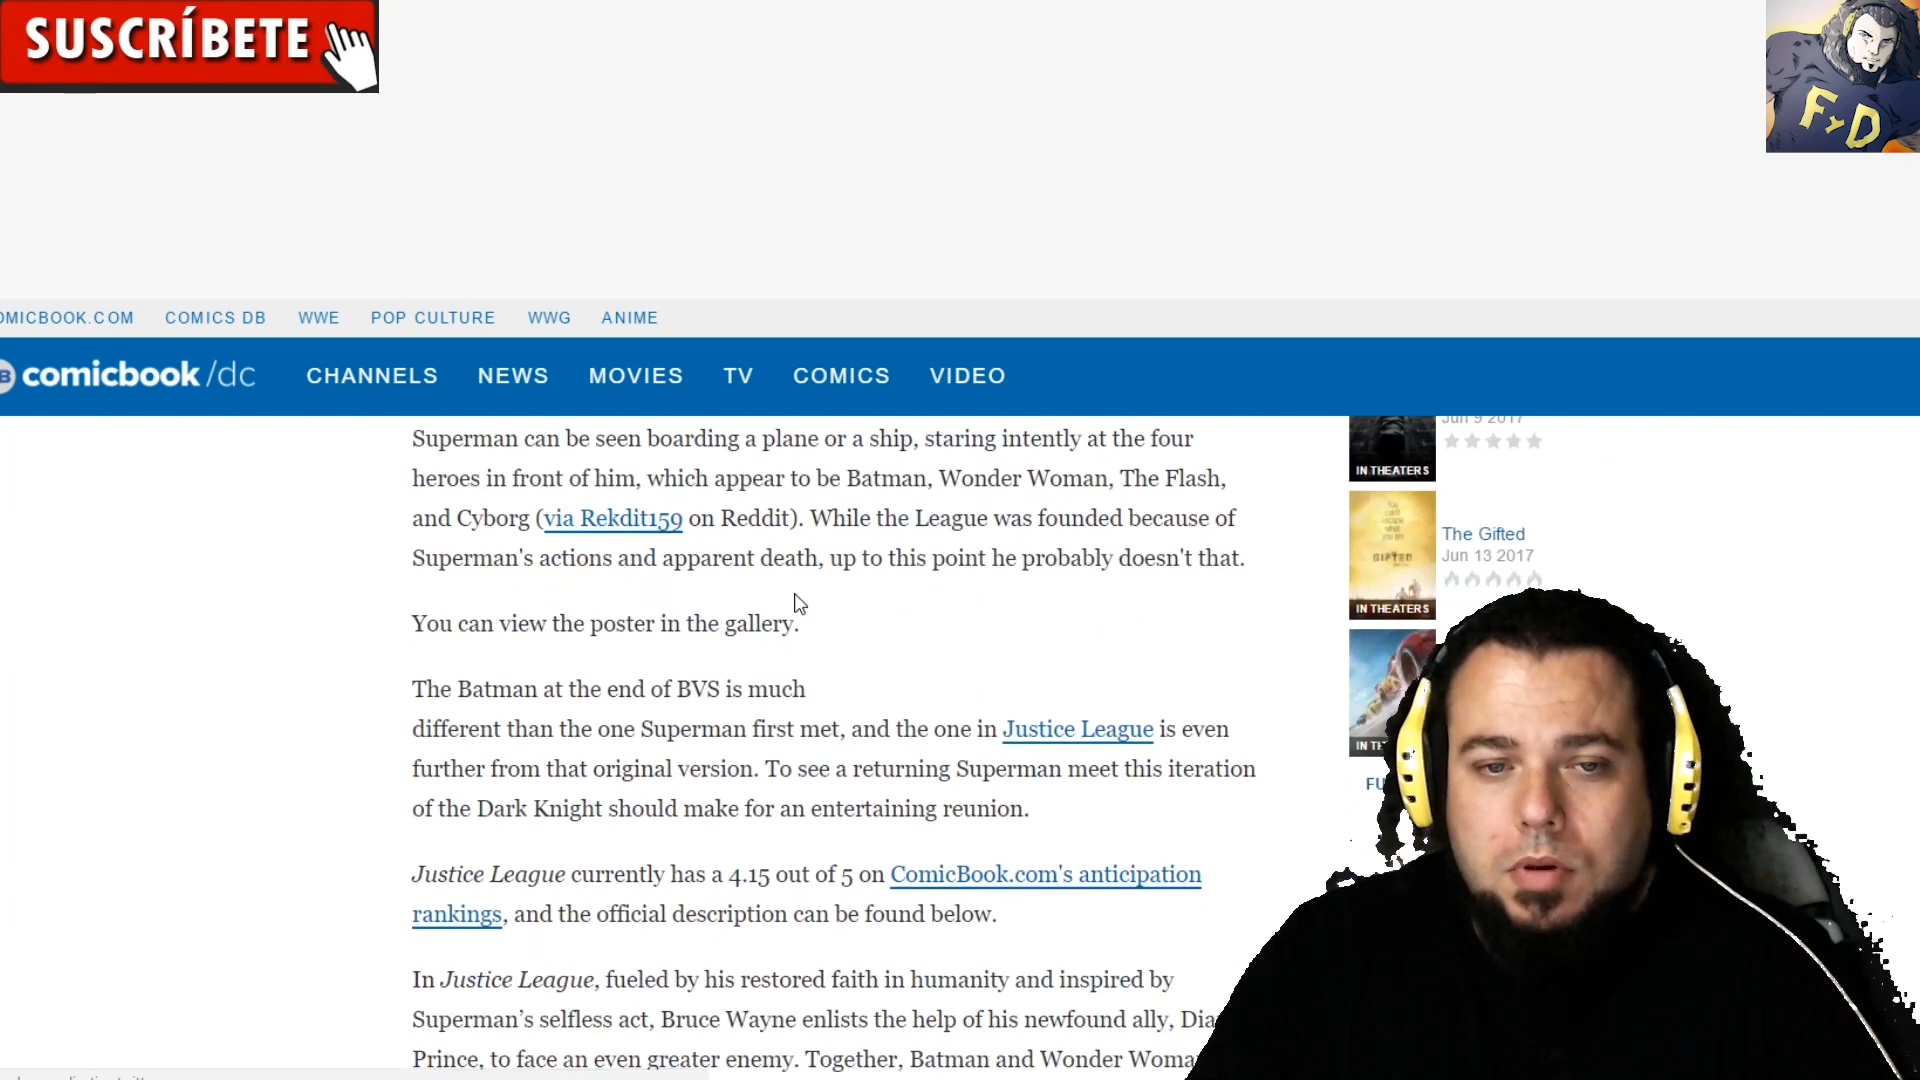 SUSCRÍBETE
FyD
COMICS DB
WWE
POP CULTURE
WWG
ANIME
comicbook /dc
CHANNELS
NEWS
MOVIES
TV
COMICS
VIDEO
Superman can be seen boarding a plane or a ship, staring intently at the four
heroes in front of him, which appear to be Batman, Wonder Woman, The Flash,
and Cyborg (via Rekdit159 on Reddit). While the League was founded because of
Superman's actions and apparent death, up to this point he probably doesn't that.
You can view the poster in the gallery.
The Batman at the end of BVS is much
different than the one Superman first met, and the one in Justice League is even
further from that original version. To see a returning Superman meet this iteration
of the Dark Knight should make for an entertaining reunion.
Justice League currently has a 4.15 out of 5 on ComicBook.com's anticipation
rankings, and the official description can be found below.
In Justice League, fueled by his restored faith in humanity and inspired by
Superman’s selfless act, Bruce Wayne enlists the help of his newfound ally,
Prince, to face an even greater enemy. Together, Batman and Wonder
Jun 9 2017
IN THEATERS
The Gifted
Jun 13 2017
GIFTED
IN THEATERS